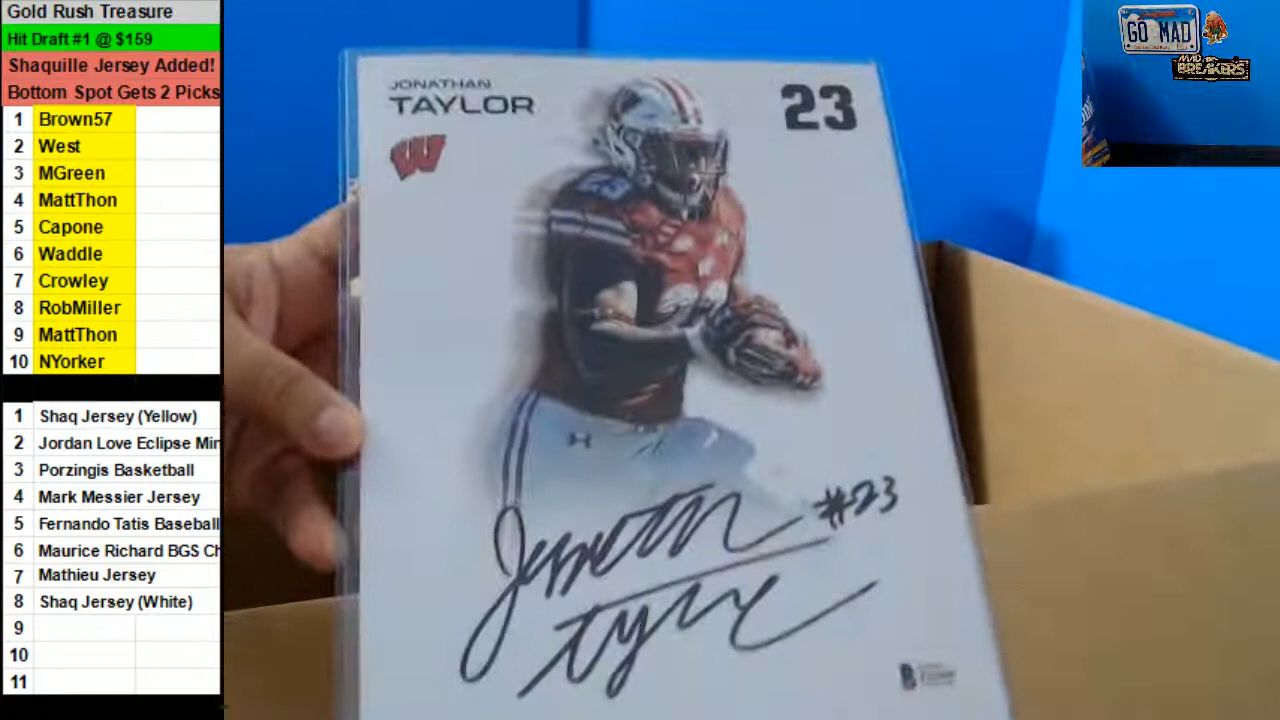 Gold Rush Treasure
Hit Draft #1 @ $159
Shaquille Jersey Added!
Bottom Spot Gets 2 Picks
1 Brown57
2 West
3 MGreen
4 MattThon
5 Capone
6 Waddle
7 Crowley
8 RobMiller
9 MattThon
10 NYorker
1 Shaq Jersey (Yellow)
2 Jordan Love Eclipse Min
3 Porzingis Basketball
4 Mark Messier Jersey
5 Fernando Tatis Baseball
6 Maurice Richard BGS Ch
7 Mathieu Jersey
8 Shaq Jersey (White)
9
10
11
JONATHAN
TAYLOR
23
W
#23
B
GO MAD
MAD
BREAKERS